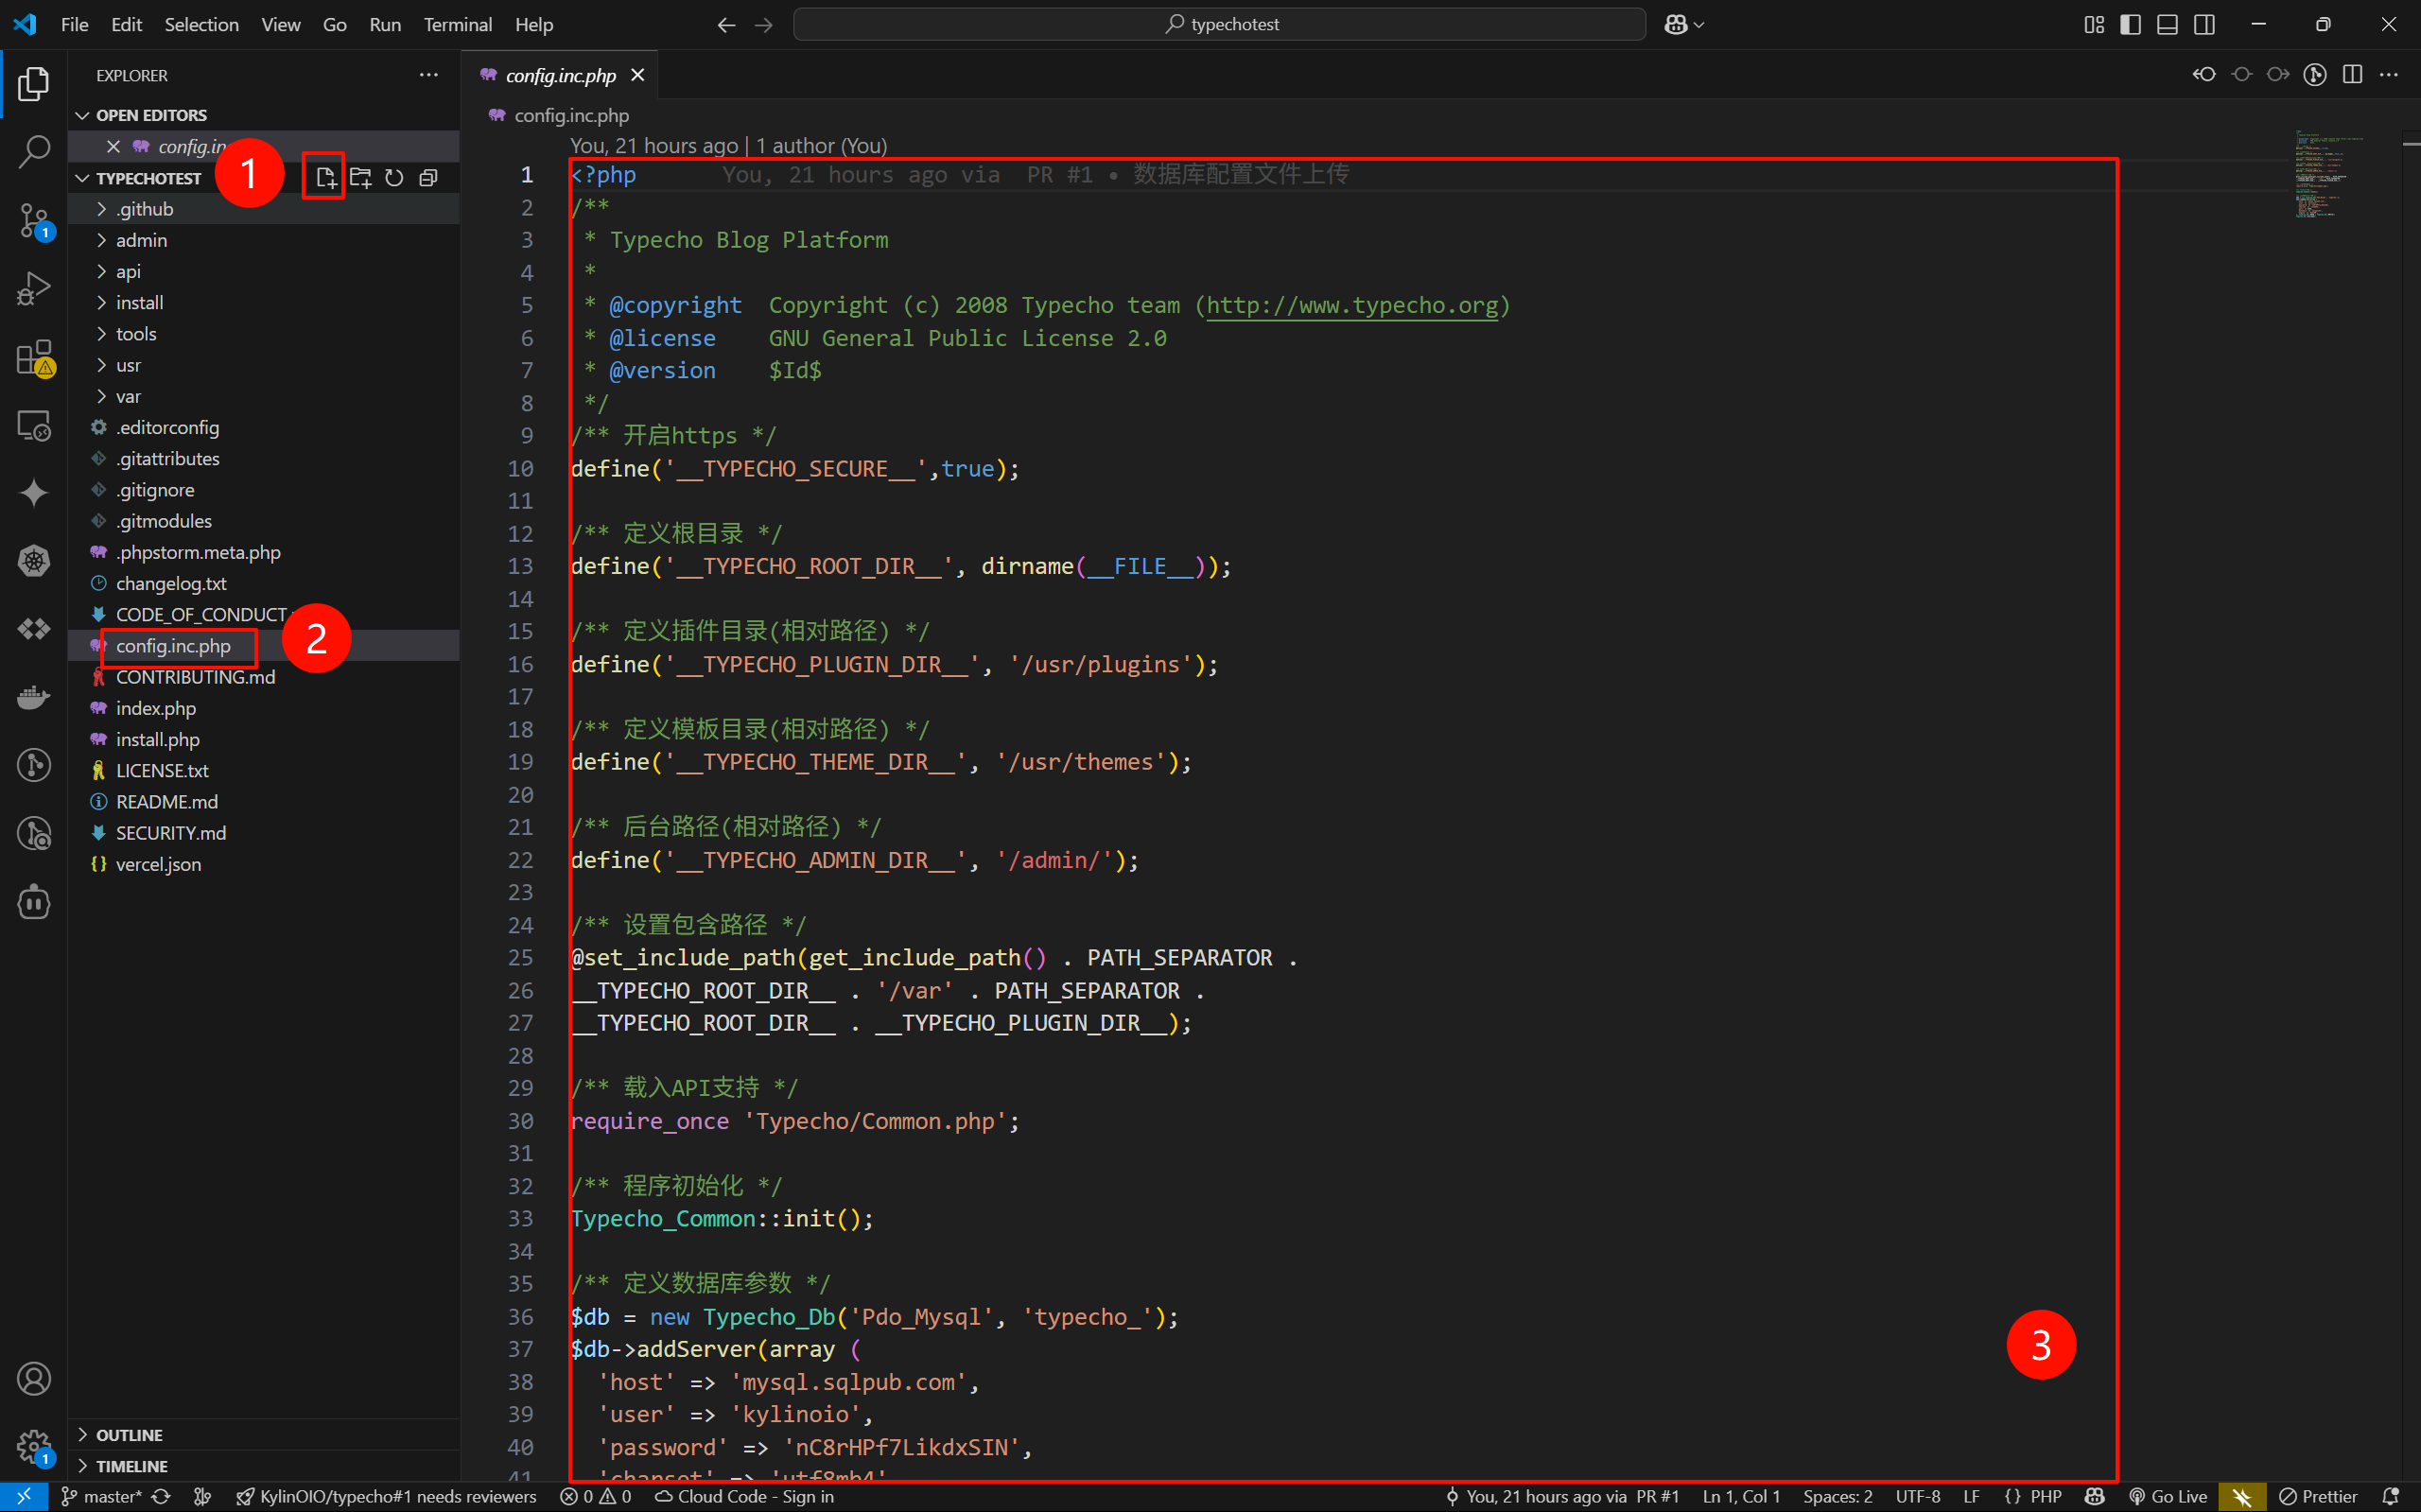 File Edit Selection View Go Run Terminal Help
typechotest
EXPLORER
OPEN EDITORS
config.in
1
TYPECHOTEST
.github
admin
api
install
tools
usr
var
.editorconfig
.gitattributes
.gitignore
.gitmodules
.phpstorm.meta.php
changelog.txt
CODE_OF_CONDUCT
config.inc.php
2
CONTRIBUTING.md
index.php
install.php
LICENSE.txt
README.md
SECURITY.md
vercel.json
OUTLINE
TIMELINE
config.inc.php
config.inc.php
You, 21 hours ago | 1 author (You)
1 <?php You, 21 hours ago via PR #1 • 数据库配置文件上传
2 /**
3 * Typecho Blog Platform
4 *
5 * @copyright Copyright (c) 2008 Typecho team (http://www.typecho.org)
6 * @license GNU General Public License 2.0
7 * @version $Id$
8 */
9 /** 开启https */
10 define('__TYPECHO_SECURE__',true);
11
12 /** 定义根目录 */
13 define('__TYPECHO_ROOT_DIR__', dirname(__FILE__));
14
15 /** 定义插件目录(相对路径) */
16 define('__TYPECHO_PLUGIN_DIR__', '/usr/plugins');
17
18 /** 定义模板目录(相对路径) */
19 define('__TYPECHO_THEME_DIR__', '/usr/themes');
20
21 /** 后台路径(相对路径) */
22 define('__TYPECHO_ADMIN_DIR__', '/admin/');
23
24 /** 设置包含路径 */
25 @set_include_path(get_include_path() . PATH_SEPARATOR .
26 __TYPECHO_ROOT_DIR__ . '/var' . PATH_SEPARATOR .
27 __TYPECHO_ROOT_DIR__ . __TYPECHO_PLUGIN_DIR__);
28
29 /** 载入API支持 */
30 require_once 'Typecho/Common.php';
31
32 /** 程序初始化 */
33 Typecho_Common::init();
34
35 /** 定义数据库参数 */
36 $db = new Typecho_Db('Pdo_Mysql', 'typecho_');
37 $db->addServer(array (
38 'host' => 'mysql.sqlpub.com',
39 'user' => 'kylinoio',
40 'password' => 'nC8rHPf7LikdxSIN',
41 'charset' => 'utf8mb4'
3
1
1
master* KylinOIO/typecho#1 needs reviewers 0 0 Cloud Code - Sign in You, 21 hours ago via PR #1 Ln 1, Col 1 Spaces: 2 UTF-8 LF {} PHP Go Live Prettier